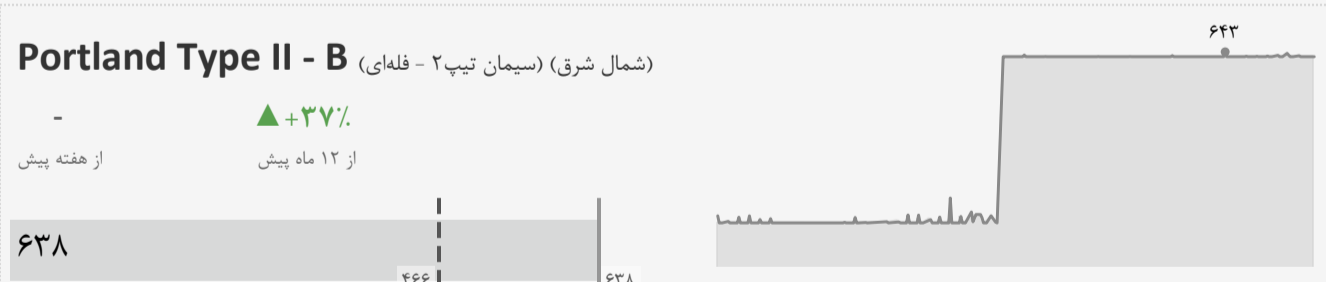 Portland Type II - B (شمال شرق) (سیمان تیپ۲ - فله‌ای)
۶۴۳
-
▲+۳۷٪
از هفته پیش
از ۱۲ ماه پیش
۶۳۸
۴۶۶
۶۳۸